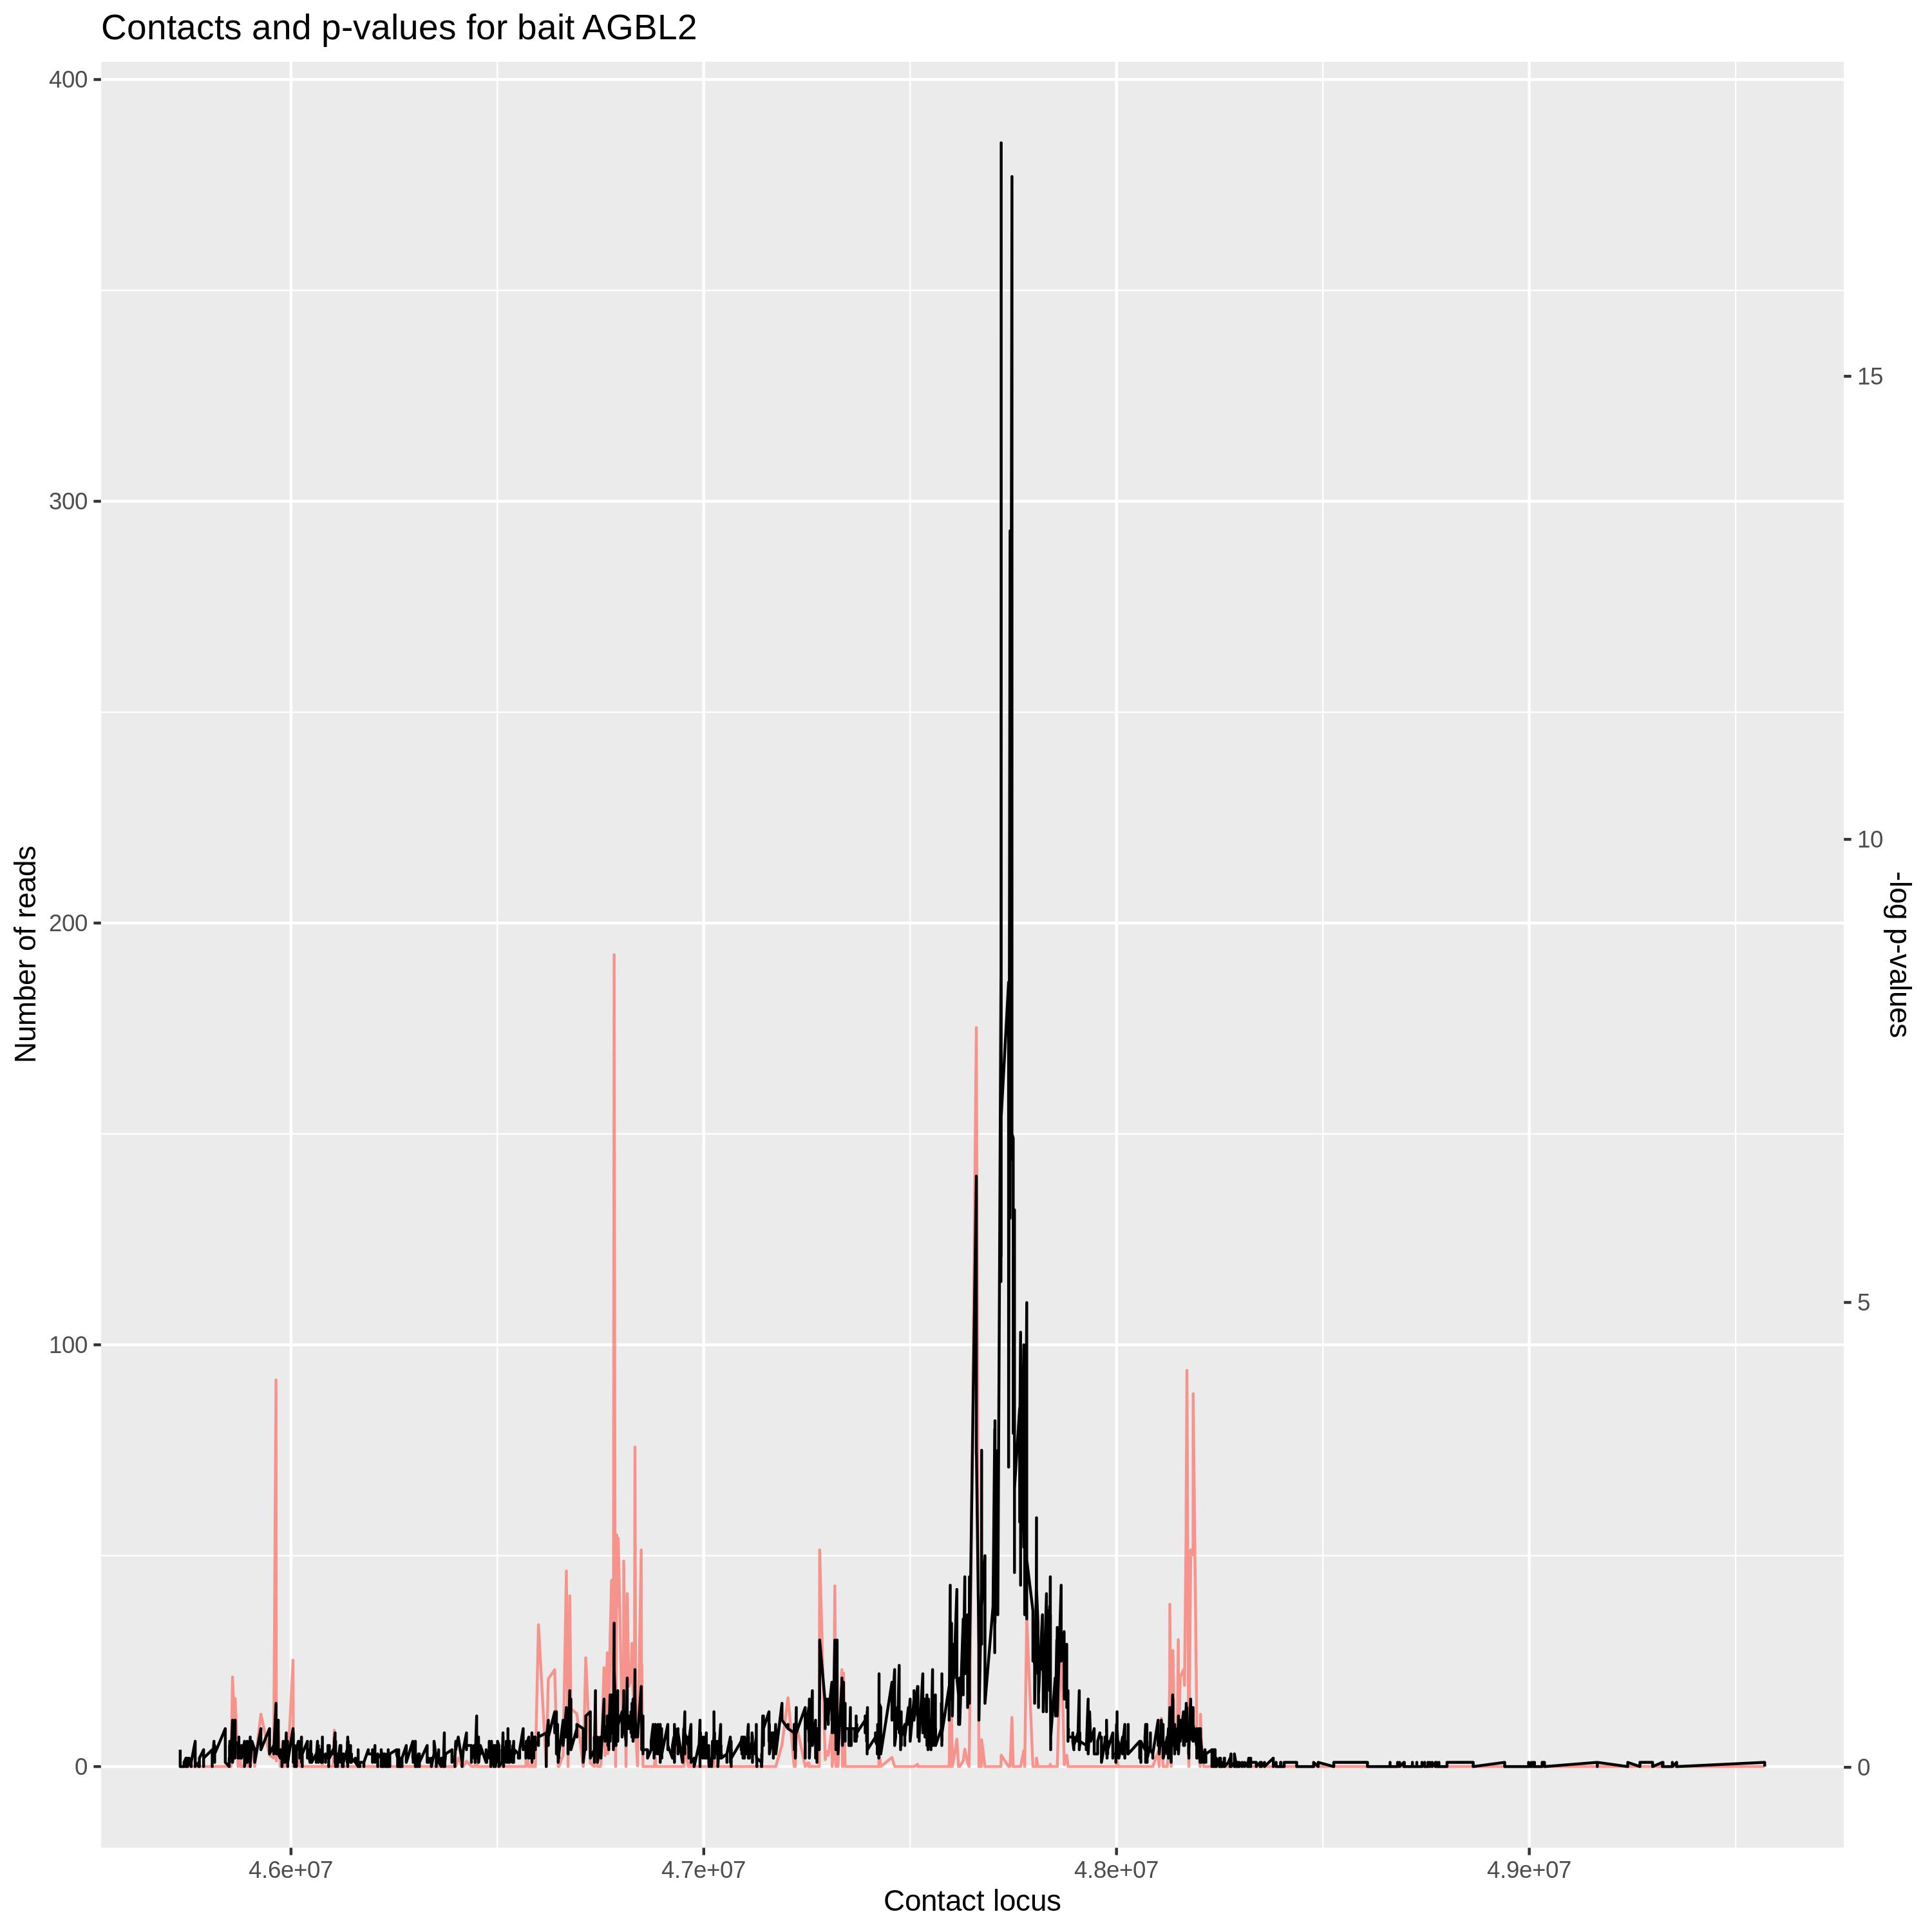 Contacts and p-values for bait AGBL2
400
300
200
100
0
Number of reads
15
10
5
0
-log p-values
4.6e+07 4.7e+07 4.8e+07 4.9e+07
Contact locus